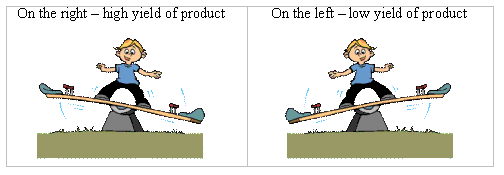 On the right – high yield of product
On the left – low yield of product